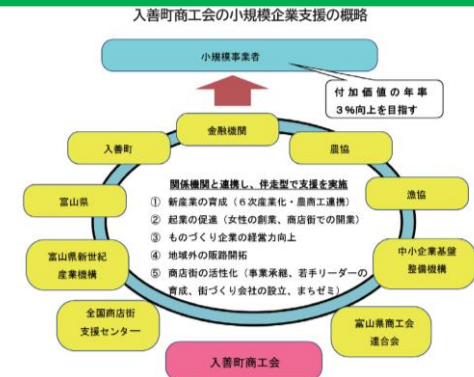 入善町商工会の小規模企業支援の概略
小規模事業者
付加価値の年率
3%向上を目指す
金融機関
入善町
農協
富山県
漁協
関係機関と連携し、伴走型で支援を実施
① 新産業の育成(6次産業化・農商工連携)
② 起業の促進(女性の創業、商店街での開業)
③ ものづくり企業の経営力向上
④ 地域外の販路開拓
⑤ 商店街の活性化(事業承継、若手リーダーの
育成、街づくり会社の設立、まちゼミ)
富山県新世紀
産業機構
中小企業基盤
整備機構
全国商店街
支援センター
富山県商工会
連合会
入善町商工会